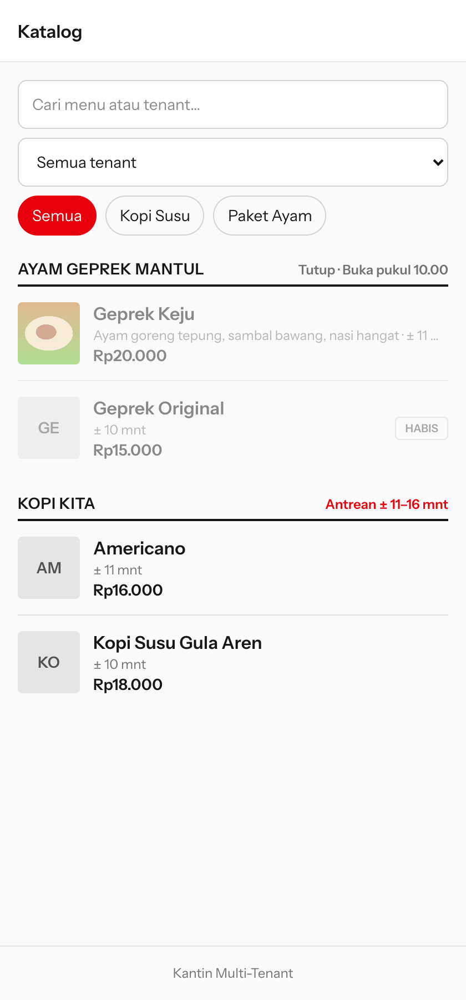 Katalog
Cari menu atau tenant...
Semua tenant
Semua
Kopi Susu
Paket Ayam
AYAM GEPREK MANTUL
Tutup · Buka pukul 10.00
Geprek Keju
Ayam goreng tepung, sambal bawang, nasi hangat · ± 11 ...
Rp20.000
GE
Geprek Original
± 10 mnt
Rp15.000
HABIS
KOPI KITA
Antrean ± 11–16 mnt
AM
Americano
± 11 mnt
Rp16.000
KO
Kopi Susu Gula Aren
± 10 mnt
Rp18.000
Kantin Multi-Tenant